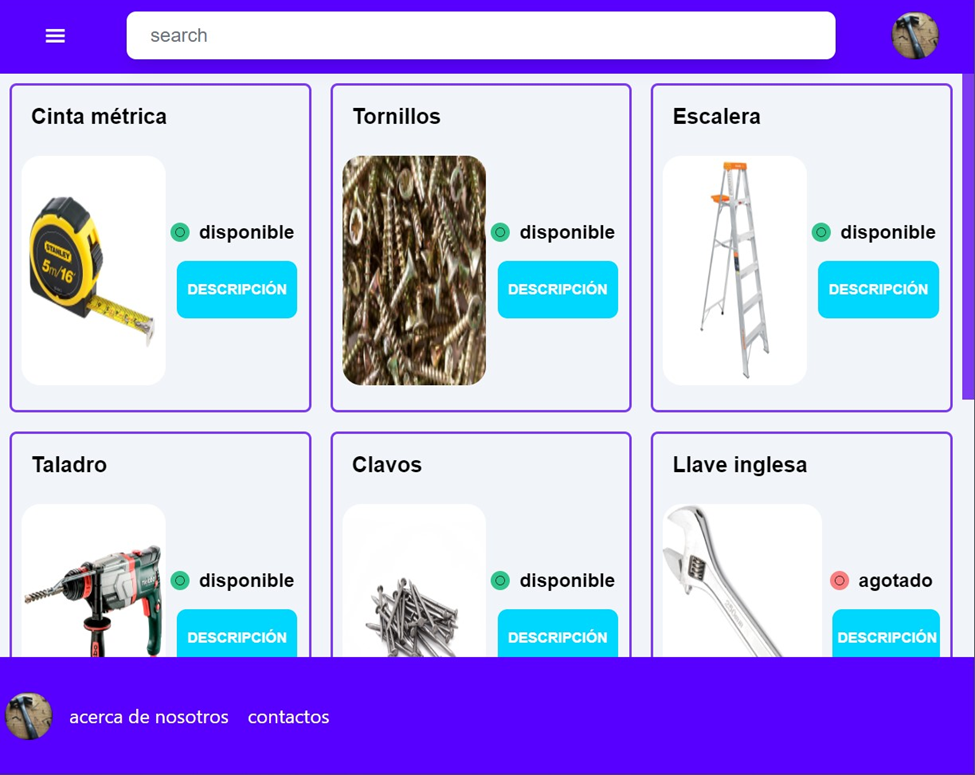 search
Cinta métrica
Tornillos
Escalera
STANLEY
5m/16'
disponible
disponible
disponible
DESCRIPCIÓN
DESCRIPCIÓN
DESCRIPCIÓN
Taladro
Clavos
Llave inglesa
disponible
disponible
agotado
DESCRIPCIÓN
DESCRIPCIÓN
DESCRIPCIÓN
acerca de nosotros
contactos